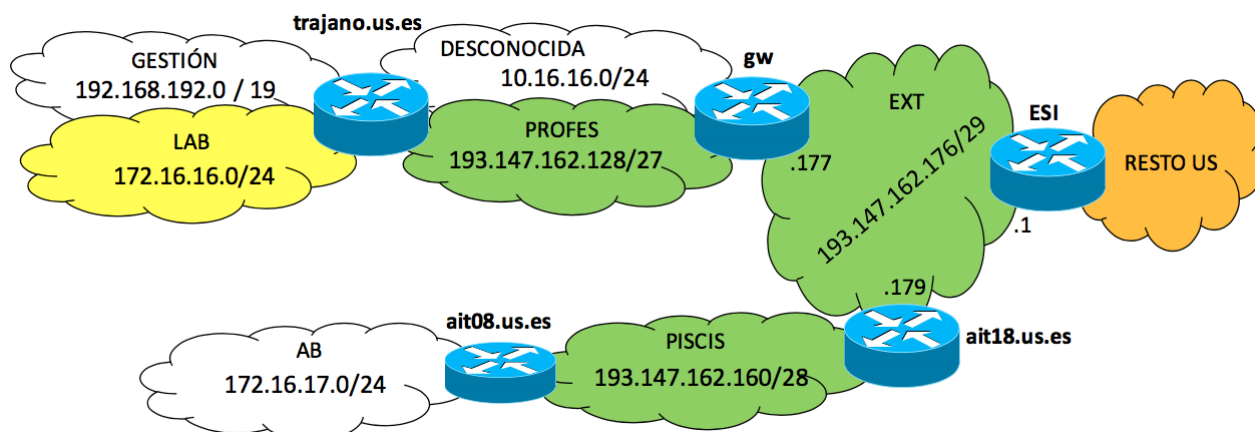 trajano.us.es
GESTIÓN
192.168.192.0 / 19
LAB
172.16.16.0/24
DESCONOCIDA
10.16.16.0/24
PROFES
193.147.162.128/27
gw
.177
EXT
193.147.162.176/29
ESI
.1
RESTO US
.179
ait18.us.es
ait08.us.es
PISCIS
193.147.162.160/28
AB
172.16.17.0/24